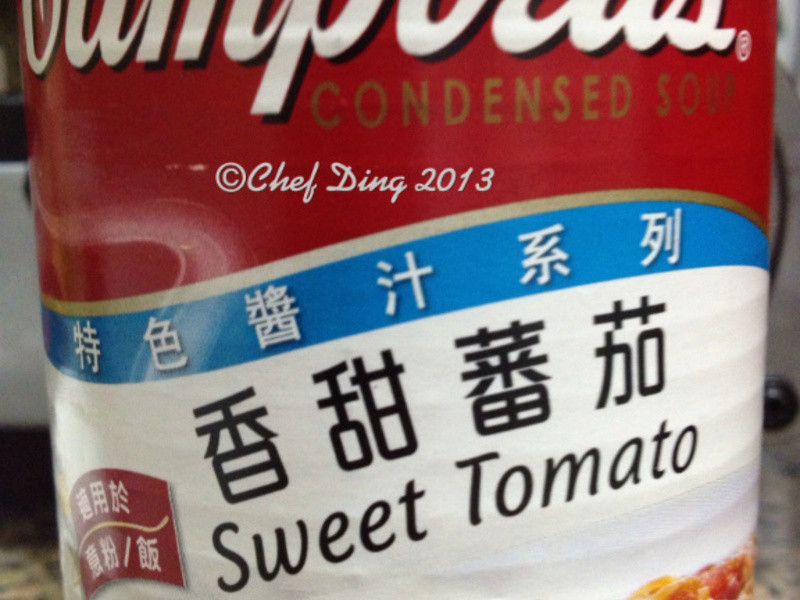 Campbell's®
CONDENSED SOUP
©Chef Ding 2013
特色醬汁系列
香甜蕃茄
Sweet Tomato
適用於
意粉/飯